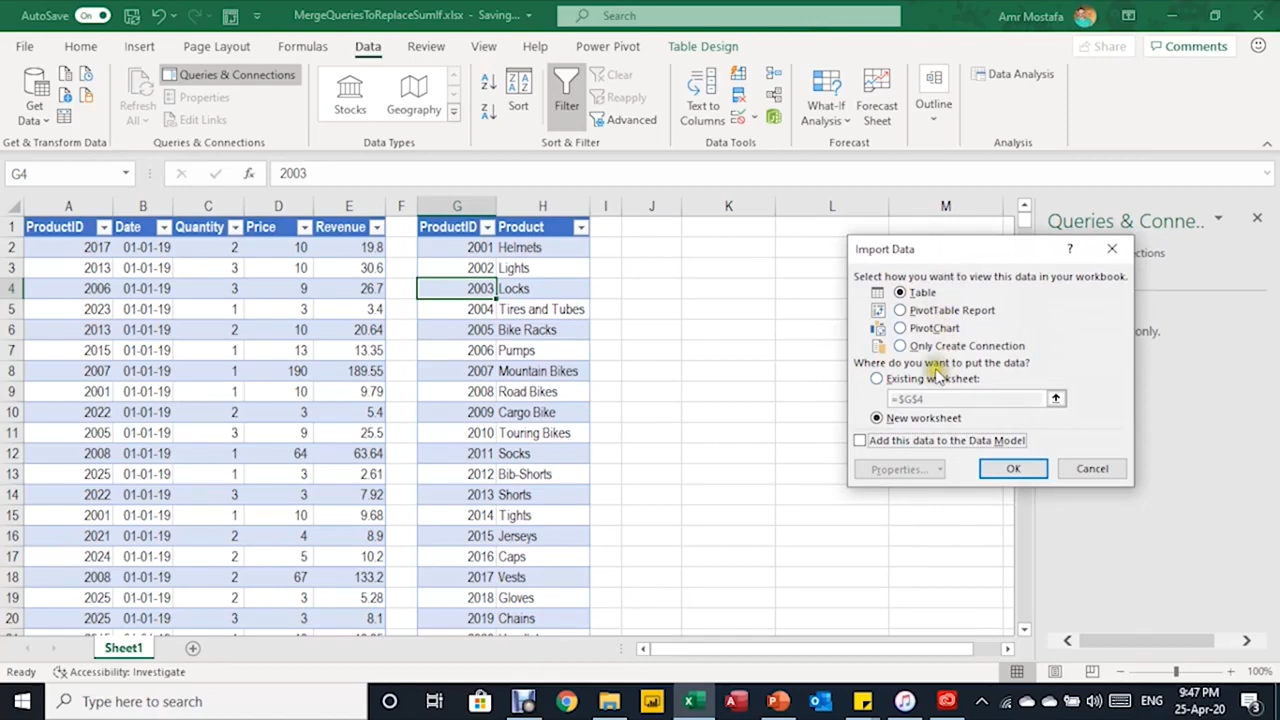 AutoSave On MergeQueriesToReplaceSumIf.xlsx - Saving... Search Amr Mostafa
File Home Insert Page Layout Formulas Data Review View Help Power Pivot Table Design Share Comments
Get Data Refresh All Queries & Connections Properties Edit Links Stocks Geography Sort Filter Clear Reapply Advanced Text to Columns What-If Analysis Forecast Sheet Outline Data Analysis
Get & Transform Data Queries & Connections Data Types Sort & Filter Data Tools Forecast Analysis
G4 fx 2003
A B C D E F G H I J K L M
1 ProductID Date Quantity Price Revenue ProductID Product
2 2017 01-01-19 2 10 19.8 2001 Helmets
3 2013 01-01-19 3 10 30.6 2002 Lights
4 2006 01-01-19 3 9 26.7 2003 Locks
5 2023 01-01-19 1 3 3.4 2004 Tires and Tubes
6 2013 01-01-19 2 10 20.64 2005 Bike Racks
7 2015 01-01-19 1 13 13.35 2006 Pumps
8 2007 01-01-19 1 190 189.55 2007 Mountain Bikes
9 2001 01-01-19 1 10 9.79 2008 Road Bikes
10 2022 01-01-19 2 3 5.4 2009 Cargo Bike
11 2005 01-01-19 3 9 25.5 2010 Touring Bikes
12 2008 01-01-19 1 64 63.64 2011 Socks
13 2025 01-01-19 1 3 2.61 2012 Bib-Shorts
14 2022 01-01-19 3 3 7.92 2013 Shorts
15 2001 01-01-19 1 10 9.68 2014 Tights
16 2021 01-01-19 2 4 8.9 2015 Jerseys
17 2024 01-01-19 2 5 10.2 2016 Caps
18 2008 01-01-19 2 67 133.2 2017 Vests
19 2025 01-01-19 2 3 5.28 2018 Gloves
20 2025 01-01-19 3 3 8.1 2019 Chains
Queries & Conne..
nections
only.
Import Data ?
Select how you want to view this data in your workbook.
Table
PivotTable Report
PivotChart
Only Create Connection
Where do you want to put the data?
Existing worksheet:
=$G$4
New worksheet
Add this data to the Data Model
Properties... OK Cancel
Sheet1
Ready Accessibility: Investigate 100%
Type here to search ENG 9:47 PM
25-Apr-20 3